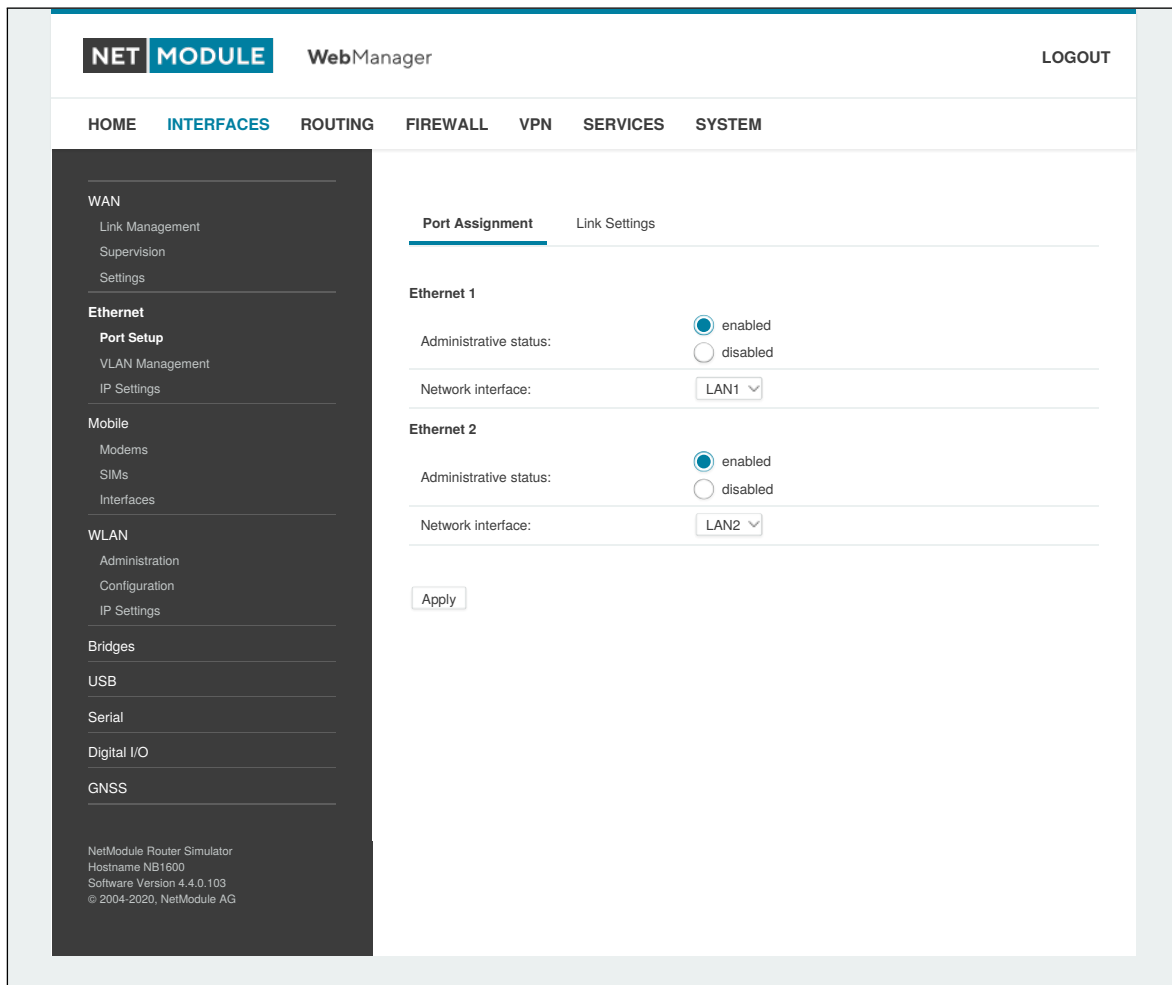 NET MODULE WebManager LOGOUT
HOME INTERFACES ROUTING FIREWALL VPN SERVICES SYSTEM
WAN
Link Management
Supervision
Settings
Ethernet
Port Setup
VLAN Management
IP Settings
Mobile
Modems
SIMs
Interfaces
WLAN
Administration
Configuration
IP Settings
Bridges
USB
Serial
Digital I/O
GNSS
NetModule Router Simulator
Hostname NB1600
Software Version 4.4.0.103
© 2004-2020, NetModule AG
Port Assignment Link Settings
Ethernet 1
Administrative status:
enabled
disabled
Network interface: LAN1
Ethernet 2
Administrative status:
enabled
disabled
Network interface: LAN2
Apply